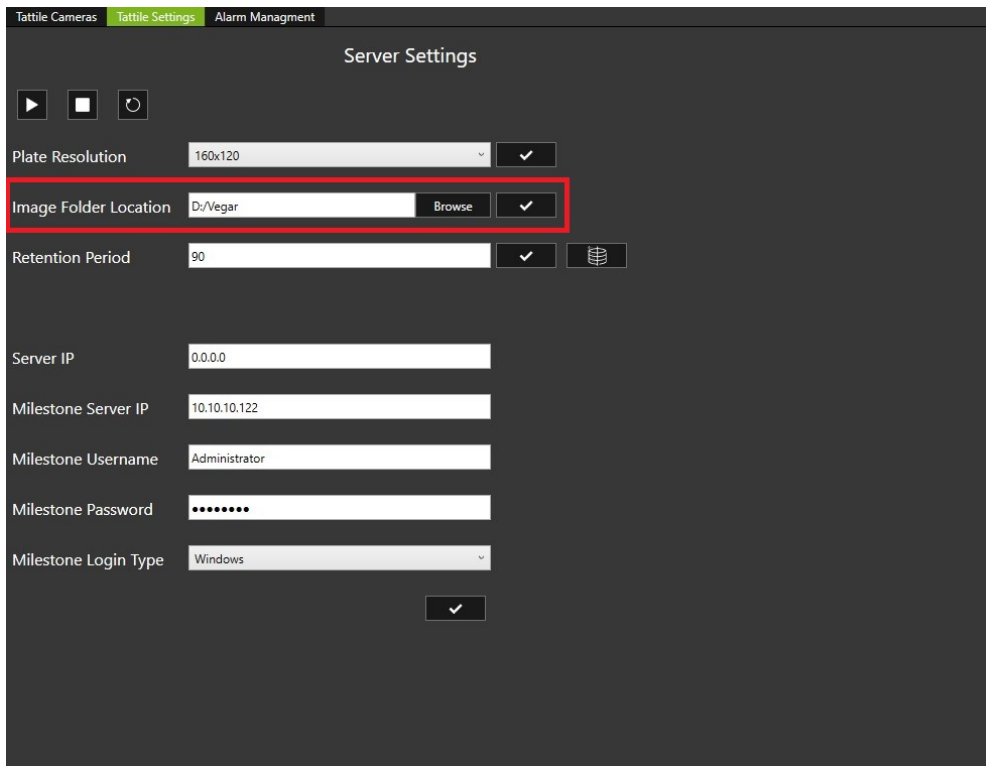 Tattile Cameras Tattile Settings Alarm Managment
Server Settings
Plate Resolution 160x120
Image Folder Location D:/Vegar Browse
Retention Period 90
Server IP 0.0.0.0
Milestone Server IP 10.10.10.122
Milestone Username Administrator
Milestone Password ••••••••
Milestone Login Type Windows